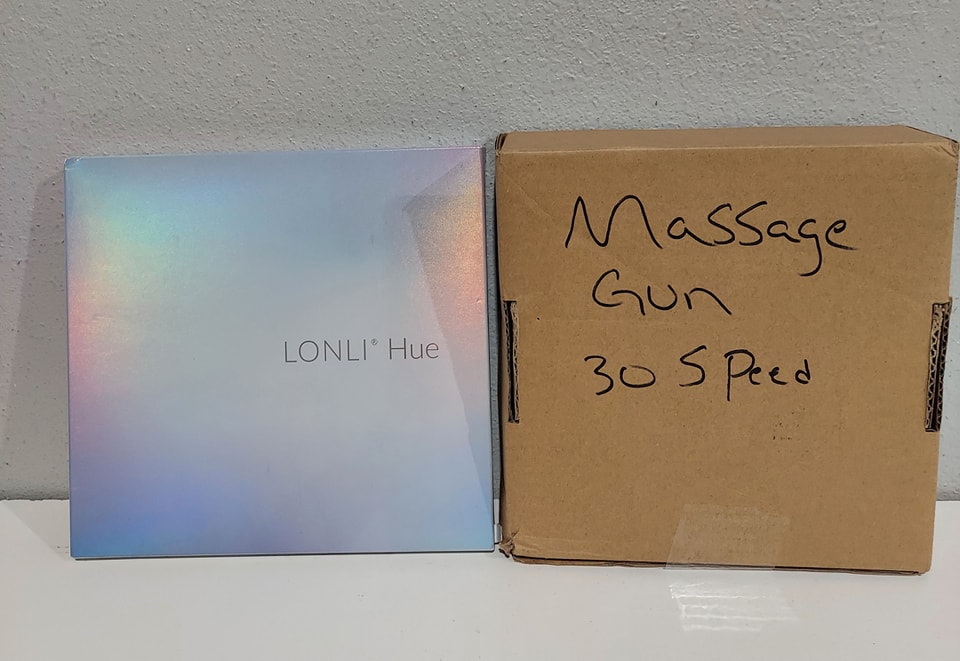 LONLI® Hue
Massage
Gun
30 Speed